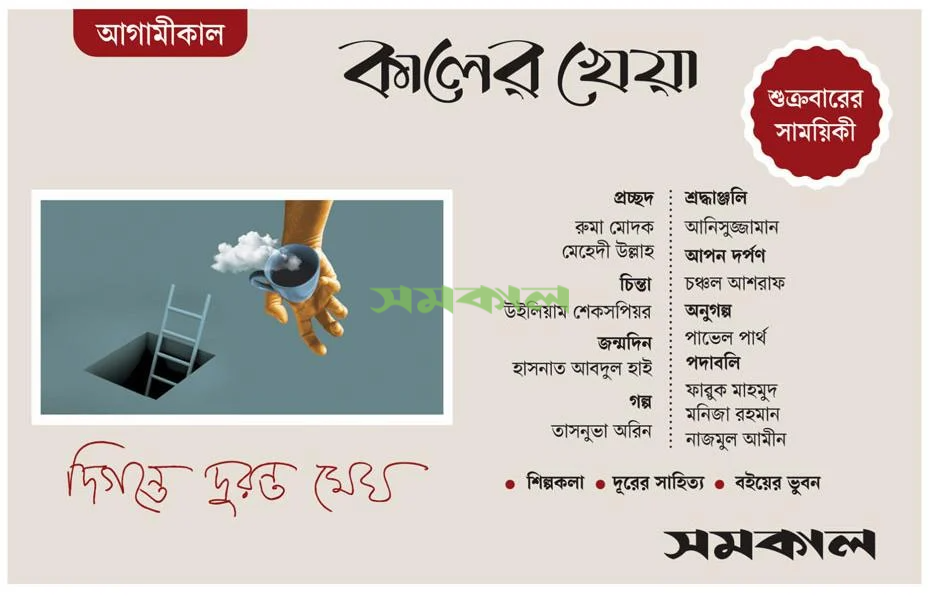 আগামীকাল
কালের খেয়া
শুক্রবারের
সাময়িকী
প্রচ্ছদ
রুমা মোদক
মেহেদী উল্লাহ
চিন্তা
উইলিয়াম শেকসপিয়র
জন্মদিন
হাসনাত আবদুল হাই
গল্প
তাসনুভা অরিন
শ্রদ্ধাঞ্জলি
আনিসুজ্জামান
আপন দর্পণ
চঞ্চল আশরাফ
অনুগল্প
পাভেল পার্থ
পদাবলি
ফারুক মাহমুদ
মনিজা রহমান
নাজমুল আমীন
সমকাল
দিগন্তে দুরন্ত মেঘ
• শিল্পকলা • দূরের সাহিত্য • বইয়ের ভুবন
সমকাল